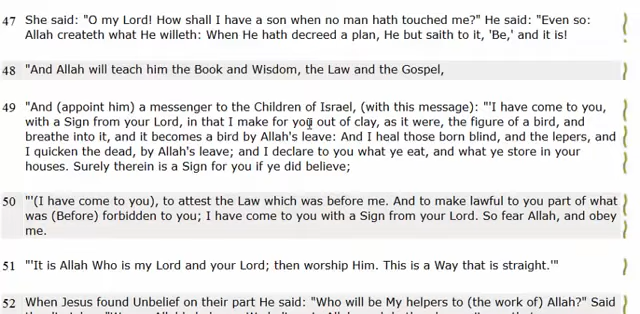 47 She said: "O my Lord! How shall I have a son when no man hath touched me?" He said: "Even so:
Allah createth what He willeth: When He hath decreed a plan, He but saith to it, 'Be,' and it is!
48 "And Allah will teach him the Book and Wisdom, the Law and the Gospel,
49 "And (appoint him) a messenger to the Children of Israel, (with this message): "'I have come to you,
with a Sign from your Lord, in that I make for you out of clay, as it were, the figure of a bird, and
breathe into it, and it becomes a bird by Allah's leave: And I heal those born blind, and the lepers, and
I quicken the dead, by Allah's leave; and I declare to you what ye eat, and what ye store in your
houses. Surely therein is a Sign for you if ye did believe;
50 "'(I have come to you), to attest the Law which was before me. And to make lawful to you part of what
was (Before) forbidden to you; I have come to you with a Sign from your Lord. So fear Allah, and obey
me.
51 "'It is Allah Who is my Lord and your Lord; then worship Him. This is a Way that is straight.'"
52 When Jesus found Unbelief on their part He said: "Who will be My helpers to (the work of) Allah?" Said